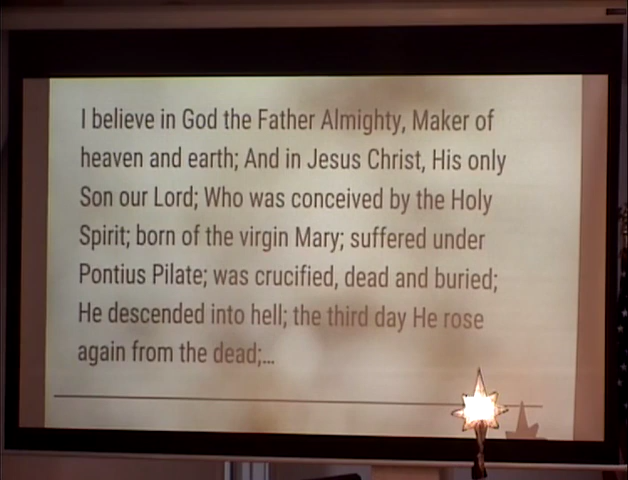 I believe in God the Father Almighty, Maker of
heaven and earth; And in Jesus Christ, His only
Son our Lord; Who was conceived by the Holy
Spirit; born of the virgin Mary; suffered under
Pontius Pilate; was crucified, dead and buried;
He descended into hell; the third day He rose
again from the dead;...